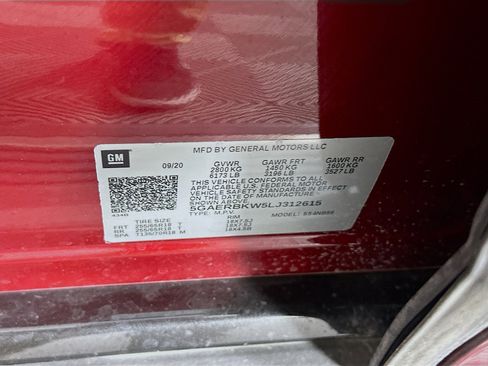 MFD BY GENERAL MOTORS LLC
GM
09/20 GVWR GAWR FRT GAWR RR
2800 KG 1450 KG 1600 KG
6173 LB 3196 LB 3527 LB
THIS VEHICLE CONFORMS TO ALL APPLICABLE U.S. FEDERAL MOTOR
VEHICLE SAFETY STANDARDS IN EFFECT ON THE DATE OF MANUFACTURE
SHOWN ABOVE.
5GAERBKW5LJ312615
TYPE: M.P.V. MODEL:
TIRE SIZE RIM
FRT 255/65R18 T 18X7.5J
RR 255/65R18 T 18X7.5J
SPA T135/70R18 M 18X4.5B